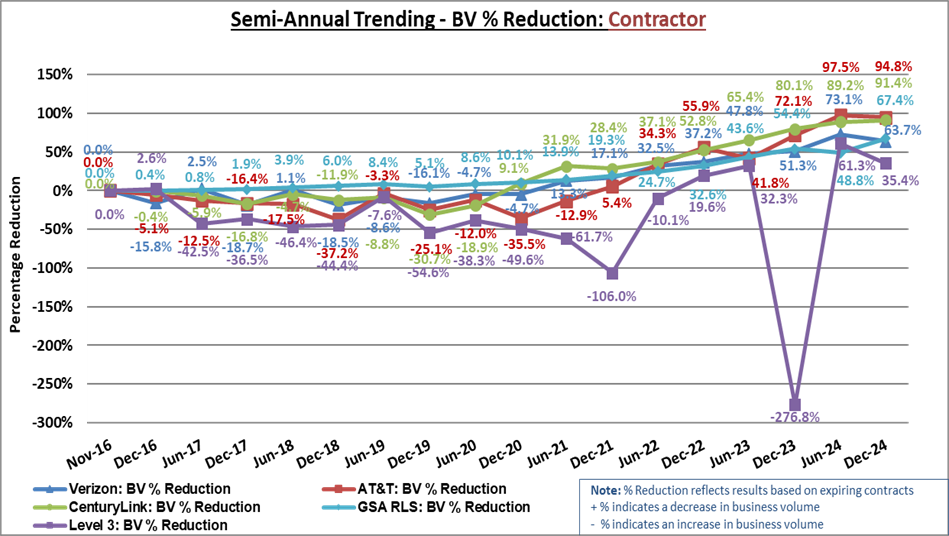 Semi-Annual Trending - BV % Reduction: Contractor
Percentage Reduction
150%
100%
50%
0%
-50%
-100%
-150%
-200%
-250%
-300%
97.5% 94.8%
80.1% 89.2% 91.4%
65.4% 72.1% 73.1% 67.4%
55.9% 47.8% 54.4% 63.7%
37.1% 52.8%
28.4% 34.3% 37.2% 43.6%
31.9% 19.3% 32.5% 51.3% 61.3%
0.0% 2.6% 2.5% 1.9% 3.9% 6.0% 8.4% 5.1% 8.6% 10.1% 13.9% 17.1%
0.0% 0.4% 0.8% -16.4% 1.1% -11.9% -3.3% -16.1% -4.7% 9.1% 24.7% 32.6% 41.8% 48.8% 35.4%
0.0%
0.0%
0.0% -0.4% -5.9% -16.8% -17.5% -18.5% -7.6% -25.1% -12.0% -4.7% -12.9% 5.4% -10.1% 19.6% 32.3%
-5.1% -12.5% -18.7% -46.4% -37.2% -8.6% -30.7% -18.9% -35.5% -61.7%
-15.8% -42.5% -36.5% -44.4% -8.8% -54.6% -38.3% -49.6%
-106.0%
-276.8%
Nov-16 Dec-16 Jun-17 Dec-17 Jun-18 Dec-18 Jun-19 Dec-19 Jun-20 Dec-20 Jun-21 Dec-21 Jun-22 Dec-22 Jun-23 Dec-23 Jun-24 Dec-24
Verizon: BV % Reduction AT&T: BV % Reduction
CenturyLink: BV % Reduction GSA RLS: BV % Reduction
Level 3: BV % Reduction
Note: % Reduction reflects results based on expiring contracts
+ % indicates a decrease in business volume
- % indicates an increase in business volume